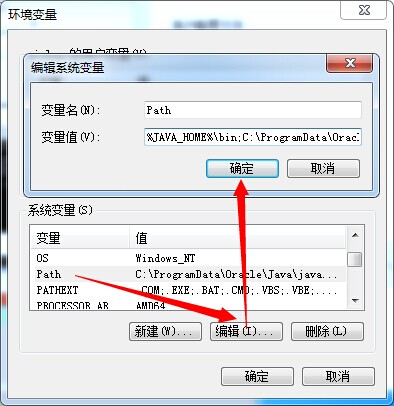 环境变量
的用户变量(U)
编辑系统变量
变量名(N): Path
变量值(V): %JAVA_HOME%\bin;C:\ProgramData\Orac
确定 取消
系统变量(S)
变量 值
OS Windows_NT
Path C:\ProgramData\Oracle\Java\java...
PATHEXT .COM;.EXE;.BAT;.CMD;.VBS;.VBE;....
PROCESSOR_AR AMD64
新建(W)... 编辑(I)... 删除(L)
确定 取消